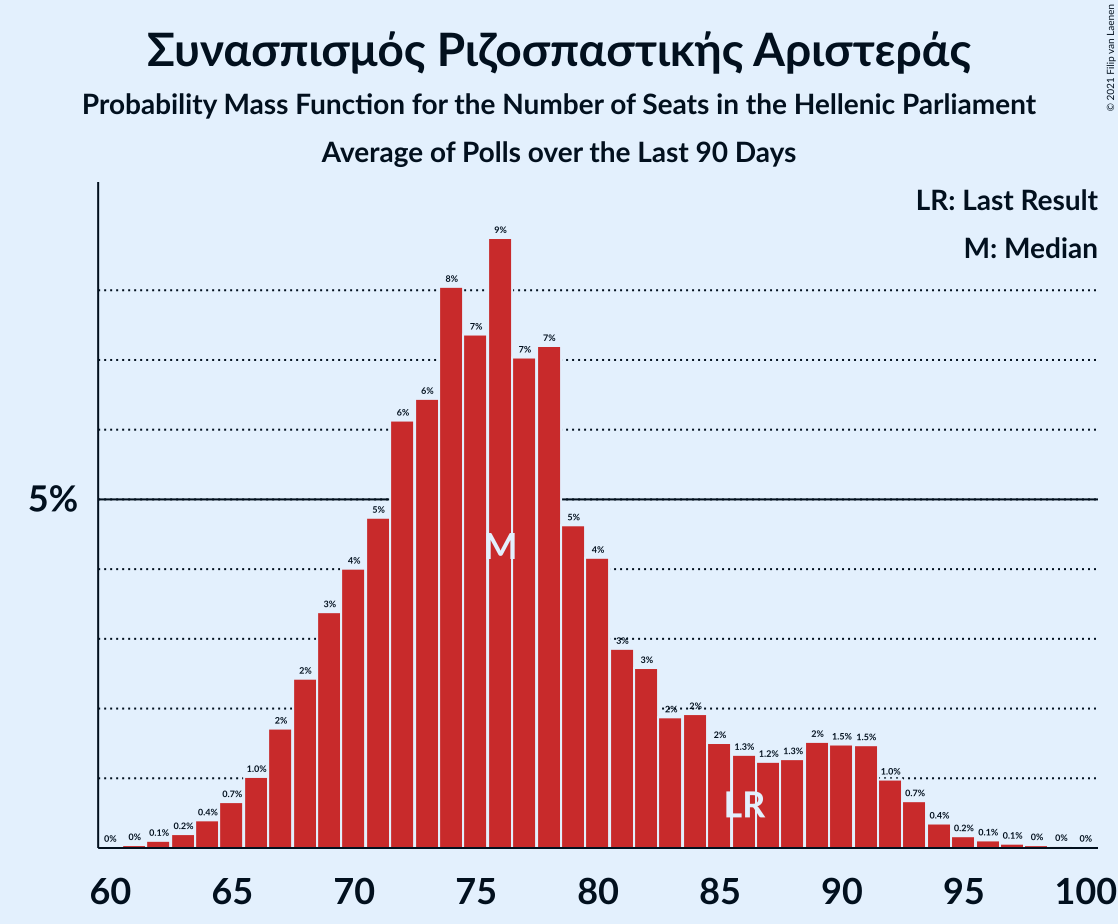 Συνασπισμός Ριζοσπαστικής Αριστεράς
Probability Mass Function for the Number of Seats in the Hellenic Parliament
Average of Polls over the Last 90 Days
© 2021 Filip van Laenen
LR: Last Result
M: Median
5%
0% 0% 0.1% 0.2% 0.4% 0.7% 1.0% 2% 2% 3% 4% 5% 6% 6% 8% 7% 9% 7% 7% 5% 4% 3% 3% 2% 2% 2% 1.3% 1.2% 1.3% 2% 1.5% 1.5% 1.0% 0.7% 0.4% 0.2% 0.1% 0.1% 0% 0% 0%
M
LR
60 65 70 75 80 85 90 95 100